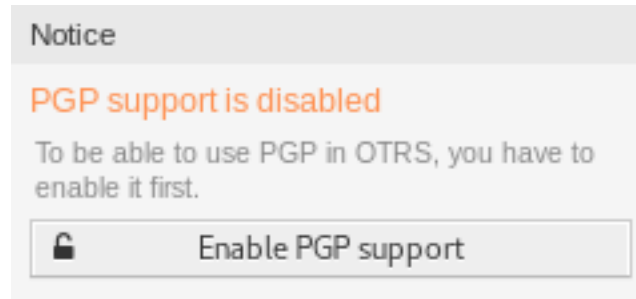 Notice
PGP support is disabled
To be able to use PGP in OTRS, you have to
enable it first.
Enable PGP support